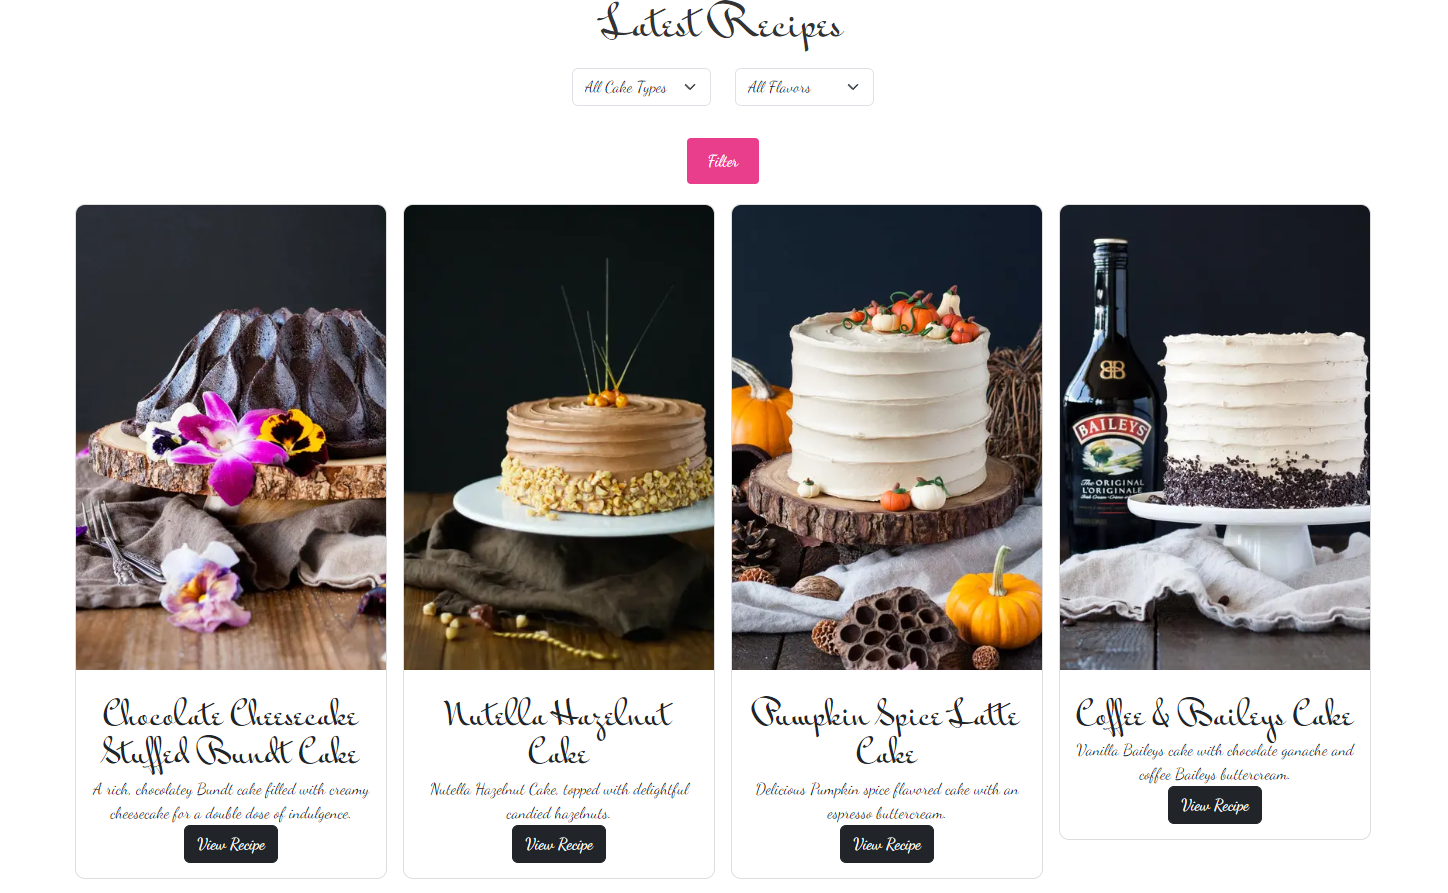 Latest Recipes
All Cake Types
All Flavors
Filter
BAILEYS
The ORIGINAL
L'ORIGINALE
Chocolate Cheesecake
Stuffed Bundt Cake
A rich, chocolatey Bundt cake filled with creamy
cheesecake for a double dose of indulgence.
View Recipe
Nutella Hazelnut
Cake
Nutella Hazelnut Cake, topped with delightful
candied hazelnuts.
View Recipe
Pumpkin Spice Latte
Cake
Delicious Pumpkin spice flavored cake with an
espresso buttercream.
View Recipe
Coffee & Baileys Cake
Vanilla Baileys cake with chocolate ganache and
coffee Baileys buttercream.
View Recipe